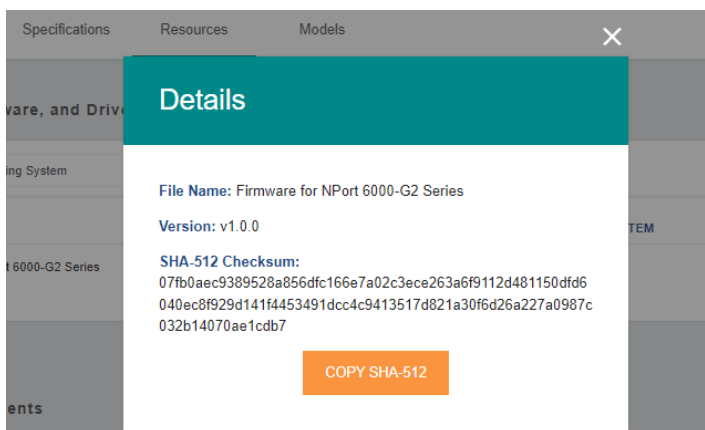 Specifications Resources Models
Details
ware, and Driv
ing System
File Name: Firmware for NPort 6000-G2 Series
Version: v1.0.0
TEM
SHA-512 Checksum:
t 6000-G2 Series
07fb0aec9389528a856dfc166e7a02c3ece263a6f9112d481150dfd6
040ec8f929d141f4453491dcc4c9413517d821a30f6d26a227a0987c
032b14070ae1cdb7
COPY SHA-512
ents